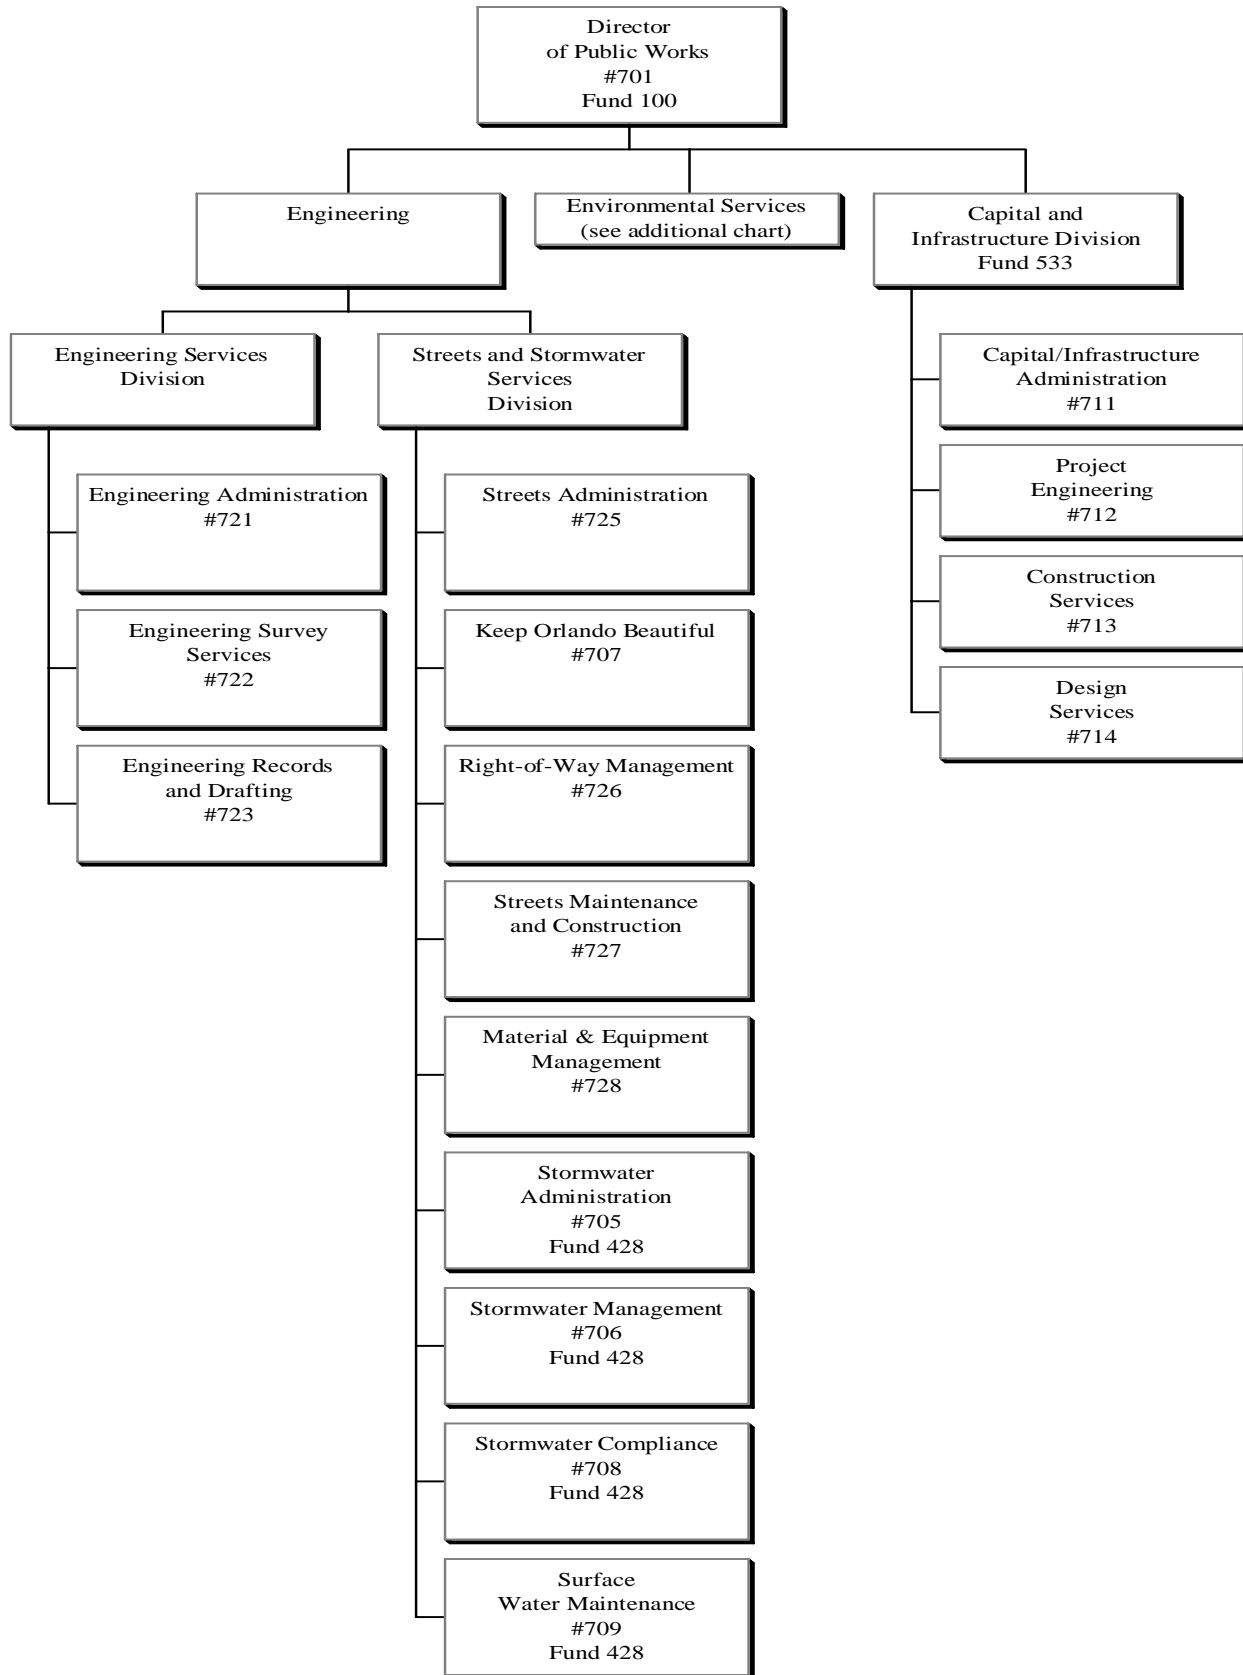 Director
of Public Works
#701
Fund 100
Engineering
Environmental Services
(see additional chart)
Capital and
Infrastructure Division
Fund 533
Engineering Services
Division
Streets and Stormwater
Services
Division
Capital/Infrastructure
Administration
#711
Project
Engineering
#712
Construction
Services
#713
Design
Services
#714
Engineering Administration
#721
Engineering Survey
Services
#722
Engineering Records
and Drafting
#723
Streets Administration
#725
Keep Orlando Beautiful
#707
Right-of-Way Management
#726
Streets Maintenance
and Construction
#727
Material & Equipment
Management
#728
Stormwater
Administration
#705
Fund 428
Stormwater Management
#706
Fund 428
Stormwater Compliance
#708
Fund 428
Surface
Water Maintenance
#709
Fund 428